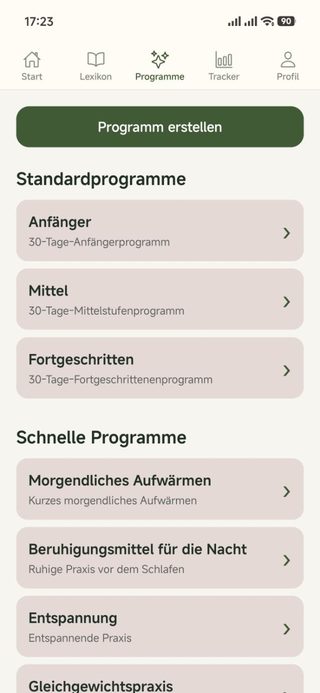 17:23
90
Start
Lexikon
Programme
Tracker
Profil
Programm erstellen
Standardprogramme
Anfänger
30-Tage-Anfängerprogramm
Mittel
30-Tage-Mittelstufenprogramm
Fortgeschritten
30-Tage-Fortgeschrittenenprogramm
Schnelle Programme
Morgendliches Aufwärmen
Kurzes morgendliches Aufwärmen
Beruhigungsmittel für die Nacht
Ruhige Praxis vor dem Schlafen
Entspannung
Entspannende Praxis
Gleichgewichtspraxis